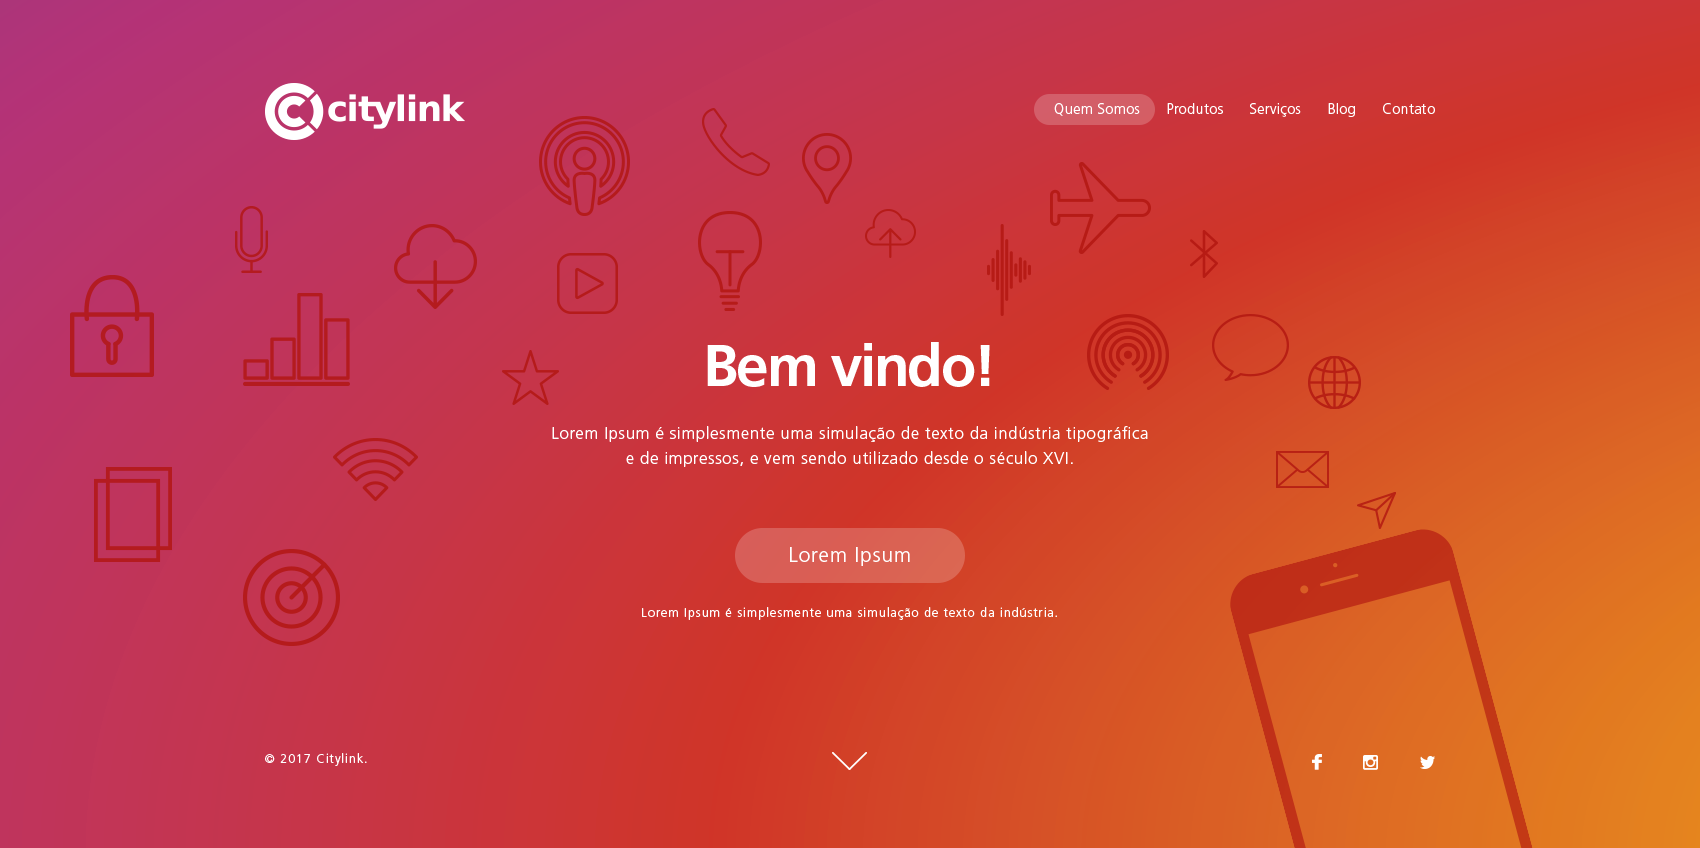 citylink
Quem Somos
Produtos
Serviços
Blog
Contato
Bem vindo!
Lorem Ipsum é simplesmente uma simulação de texto da indústria tipográfica
e de impressos, e vem sendo utilizado desde o século XVI.
Lorem Ipsum
Lorem Ipsum é simplesmente uma simulação de texto da indústria.
© 2017 Citylink.